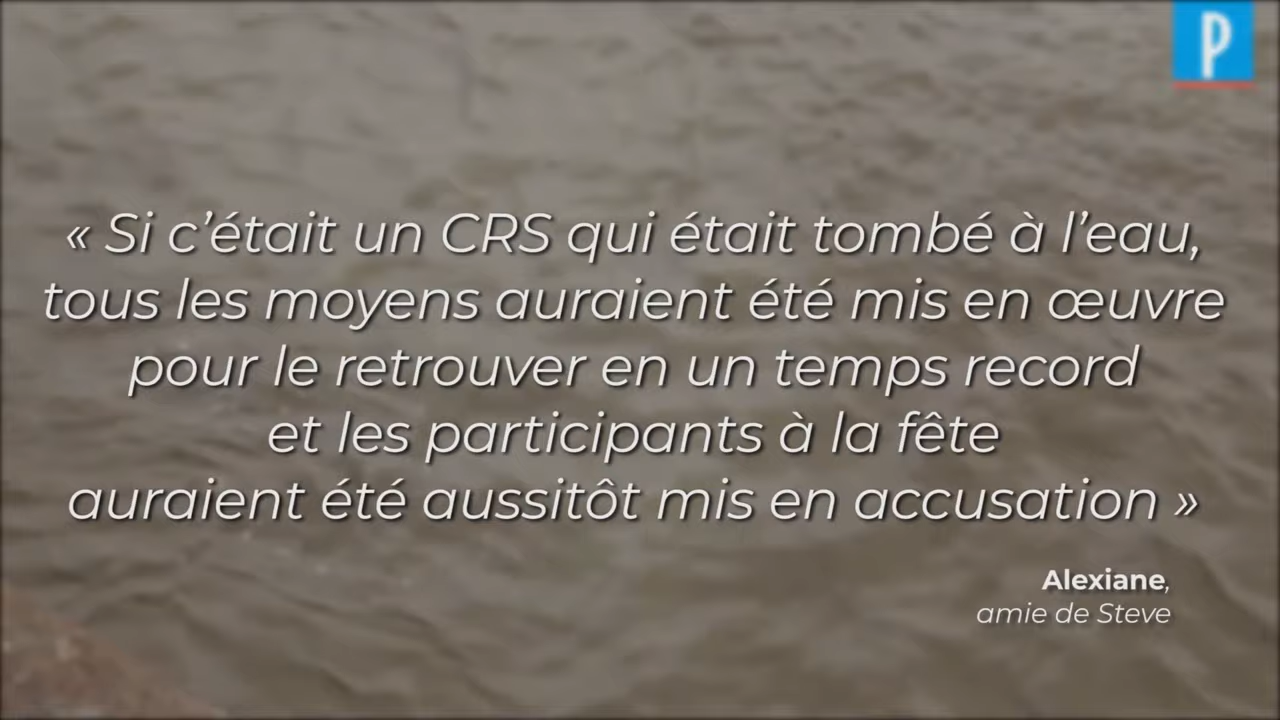 P
« Si c’était un CRS qui était tombé à l’eau,
tous les moyens auraient été mis en œuvre
pour le retrouver en un temps record
et les participants à la fête
auraient été aussitôt mis en accusation »
Alexiane,
amie de Steve